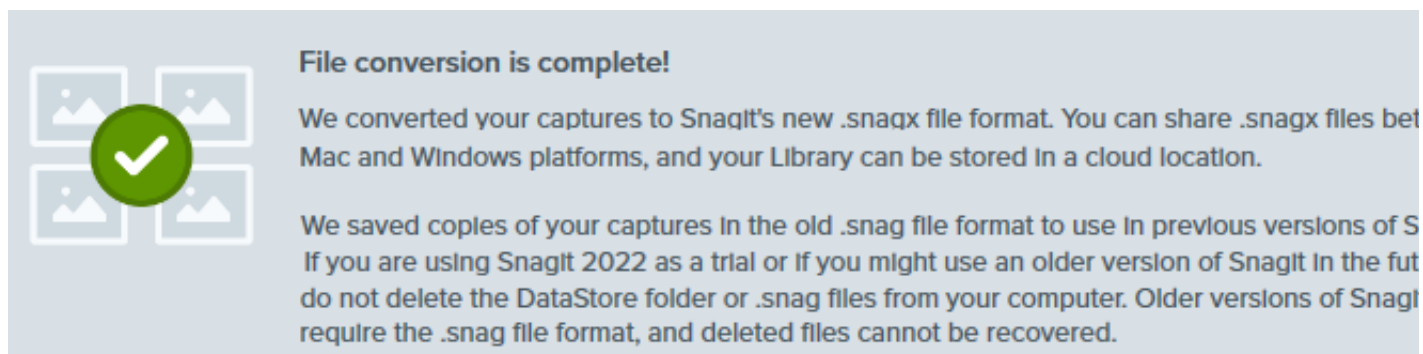 File conversion is complete!
We converted your captures to SnagIt's new .snagx file format. You can share .snagx files bet
Mac and Windows platforms, and your Library can be stored in a cloud location.
We saved copies of your captures in the old .snag file format to use in previous versions of S
If you are using Snagit 2022 as a trial or if you might use an older version of Snagit in the fut
do not delete the DataStore folder or .snag files from your computer. Older versions of Snagi
require the .snag file format, and deleted files cannot be recovered.